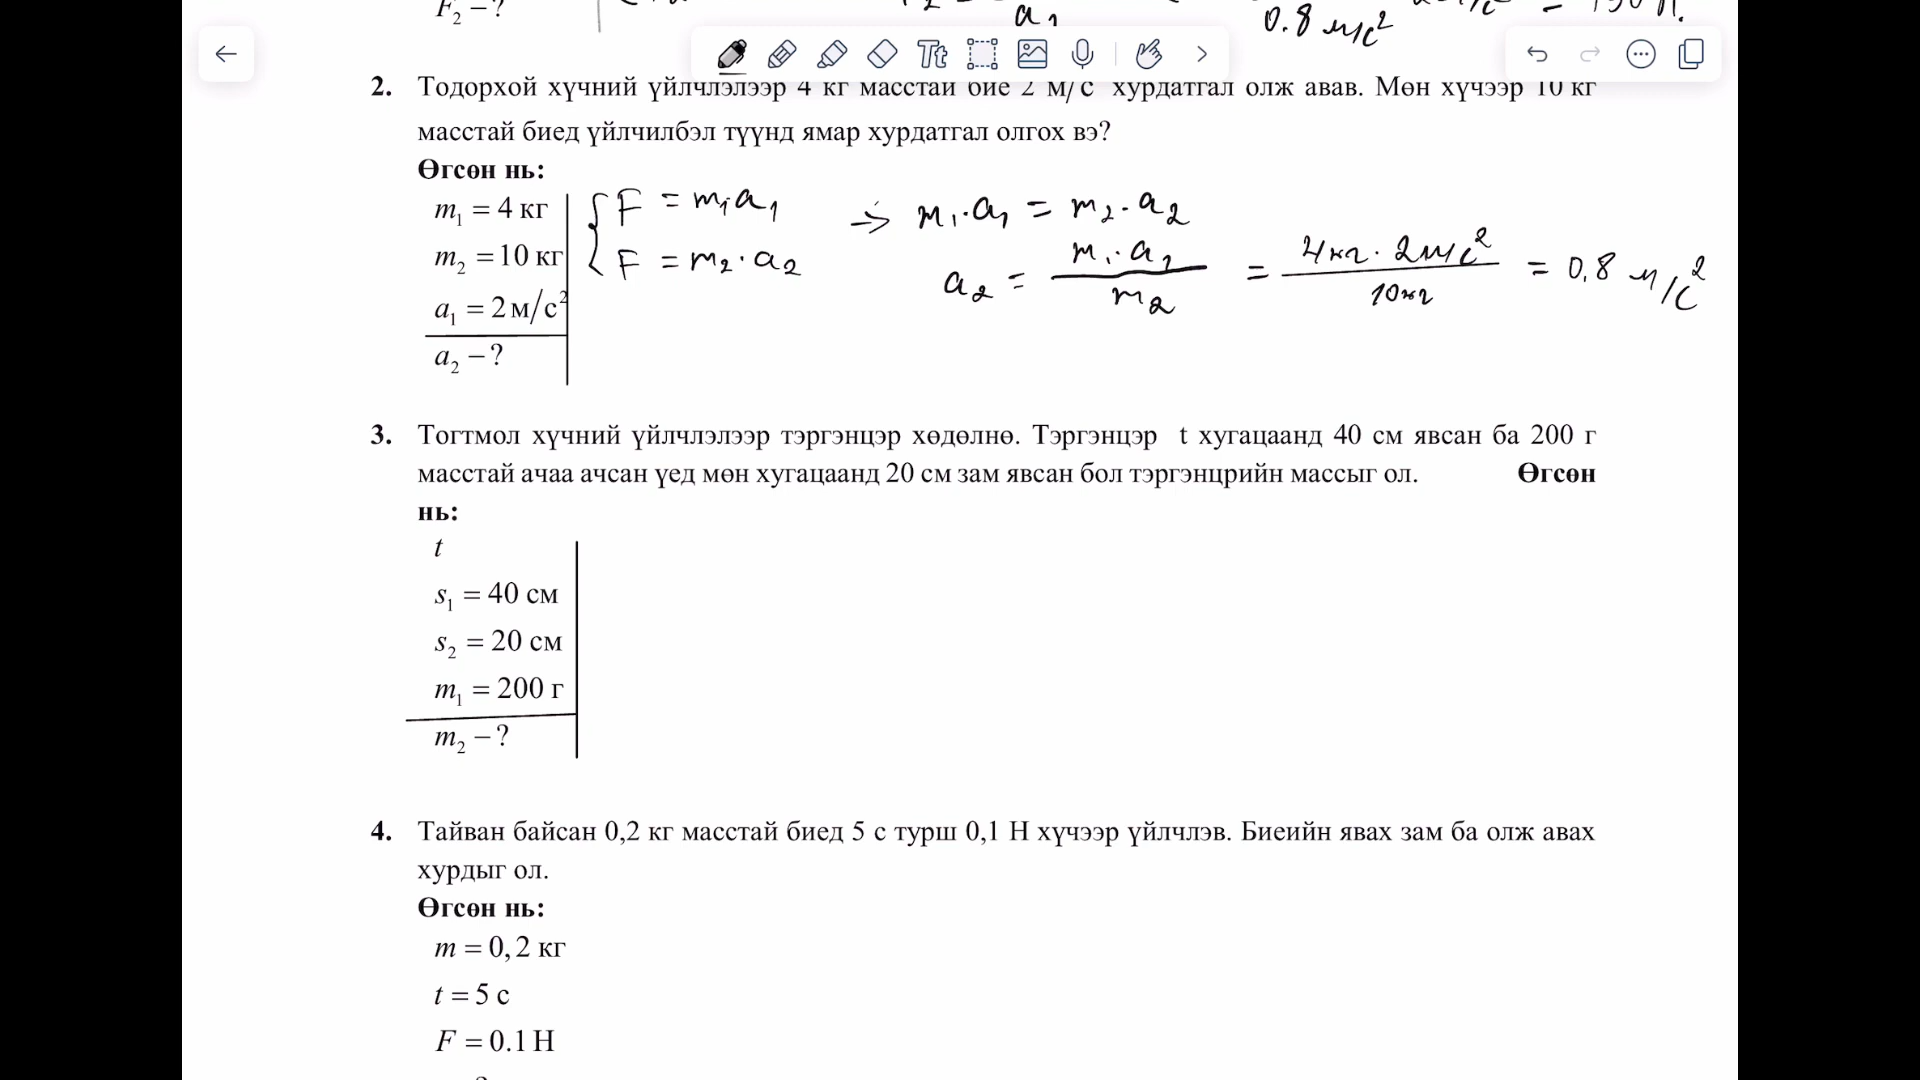 F₂ – ?
a₁
0.8 м/с²
Tt
2. Тодорхой хүчний үйлчлэлээр 4 кг масстай бие 2 м/с хурдатгал олж авав. Мөн хүчээр 10 кг
масстай биед үйлчилбэл түүнд ямар хурдатгал олгох вэ?
Өгсөн нь:
m₁ = 4 кг
m₂ = 10 кг
a₁ = 2 м/с²
a₂ – ?
F = m₁a₁
F = m₂·a₂
⇒ m₁·a₁ = m₂·a₂
a₂ = m₁·a₁ / m₂ = 4кг · 2м/с² / 10кг = 0,8 м/с²
3. Тогтмол хүчний үйлчлэлээр тэргэнцэр хөдөлнө. Тэргэнцэр t хугацаанд 40 см явсан ба 200 г
масстай ачаа ачсан үед мөн хугацаанд 20 см зам явсан бол тэргэнцрийн массыг ол. Өгсөн
нь:
t
s₁ = 40 см
s₂ = 20 см
m₁ = 200 г
m₂ – ?
4. Тайван байсан 0,2 кг масстай биед 5 с турш 0,1 Н хүчээр үйлчлэв. Биеийн явах зам ба олж авах
хурдыг ол.
Өгсөн нь:
m = 0,2 кг
t = 5 с
F = 0.1 Н